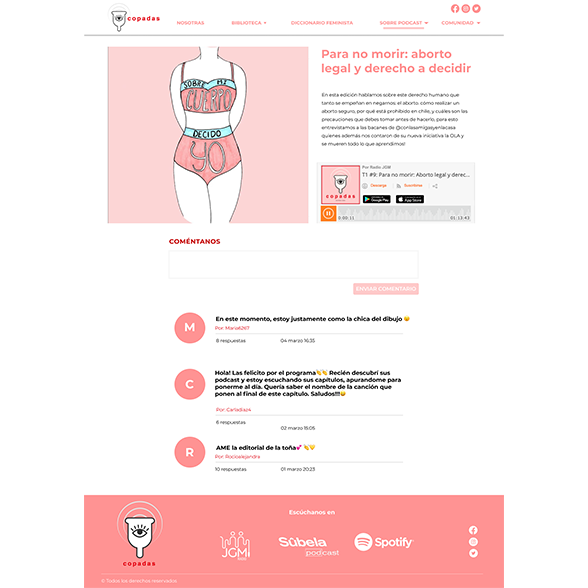 copadas
NOSOTRAS
BIBLIOTECA
DICCIONARIO FEMINISTA
SOBRE PODCAST
COMUNIDAD
SOBRE MI
CUERPO
DECIDO
YO
Para no morir: aborto
legal y derecho a decidir
En esta edición hablamos sobre este derecho humano que
tanto se empeñan en negarnos: el aborto. cómo realizar un
aborto seguro, por qué está prohibido en chile, y cuáles son las
precauciones que debes tomar antes de hacerlo, para esto
entrevistamos a las bacanes de @conlasamigasyenlacasa
quienes además nos contaron de su nueva iniciativa la OLA y
se mueren todo lo que aprendimos!
Por Radio JGM
T1 #9: Para no morir: Aborto legal y derec...
Descarga
Suscribirse
Google Play
App Store
copadas
0:00:11
01:13:43
COMÉNTANOS
ENVIAR COMENTARIO
M
En este momento, estoy justamente como la chica del dibujo 😊
Por: Maria6267
8 respuestas
04 marzo 16:35
C
Hola! Las felicito por el programa👏👏 Recién descubrí sus
podcast y estoy escuchando sus capítulos, apurandome para
ponerme al día. Quería saber el nombre de la canción que
ponen al final de este capítulo. Saludos!!!😊
Por: Carladiaza
6 respuestas
02 marzo 15:05
R
AME la editorial de la toña💕 👏💛
Por: Rocioalejandra
10 respuestas
01 marzo 20:23
Escúchanos en
copadas
JGM
RADIO
Súbela
podcast
Spotify
© Todos los derechos reservados